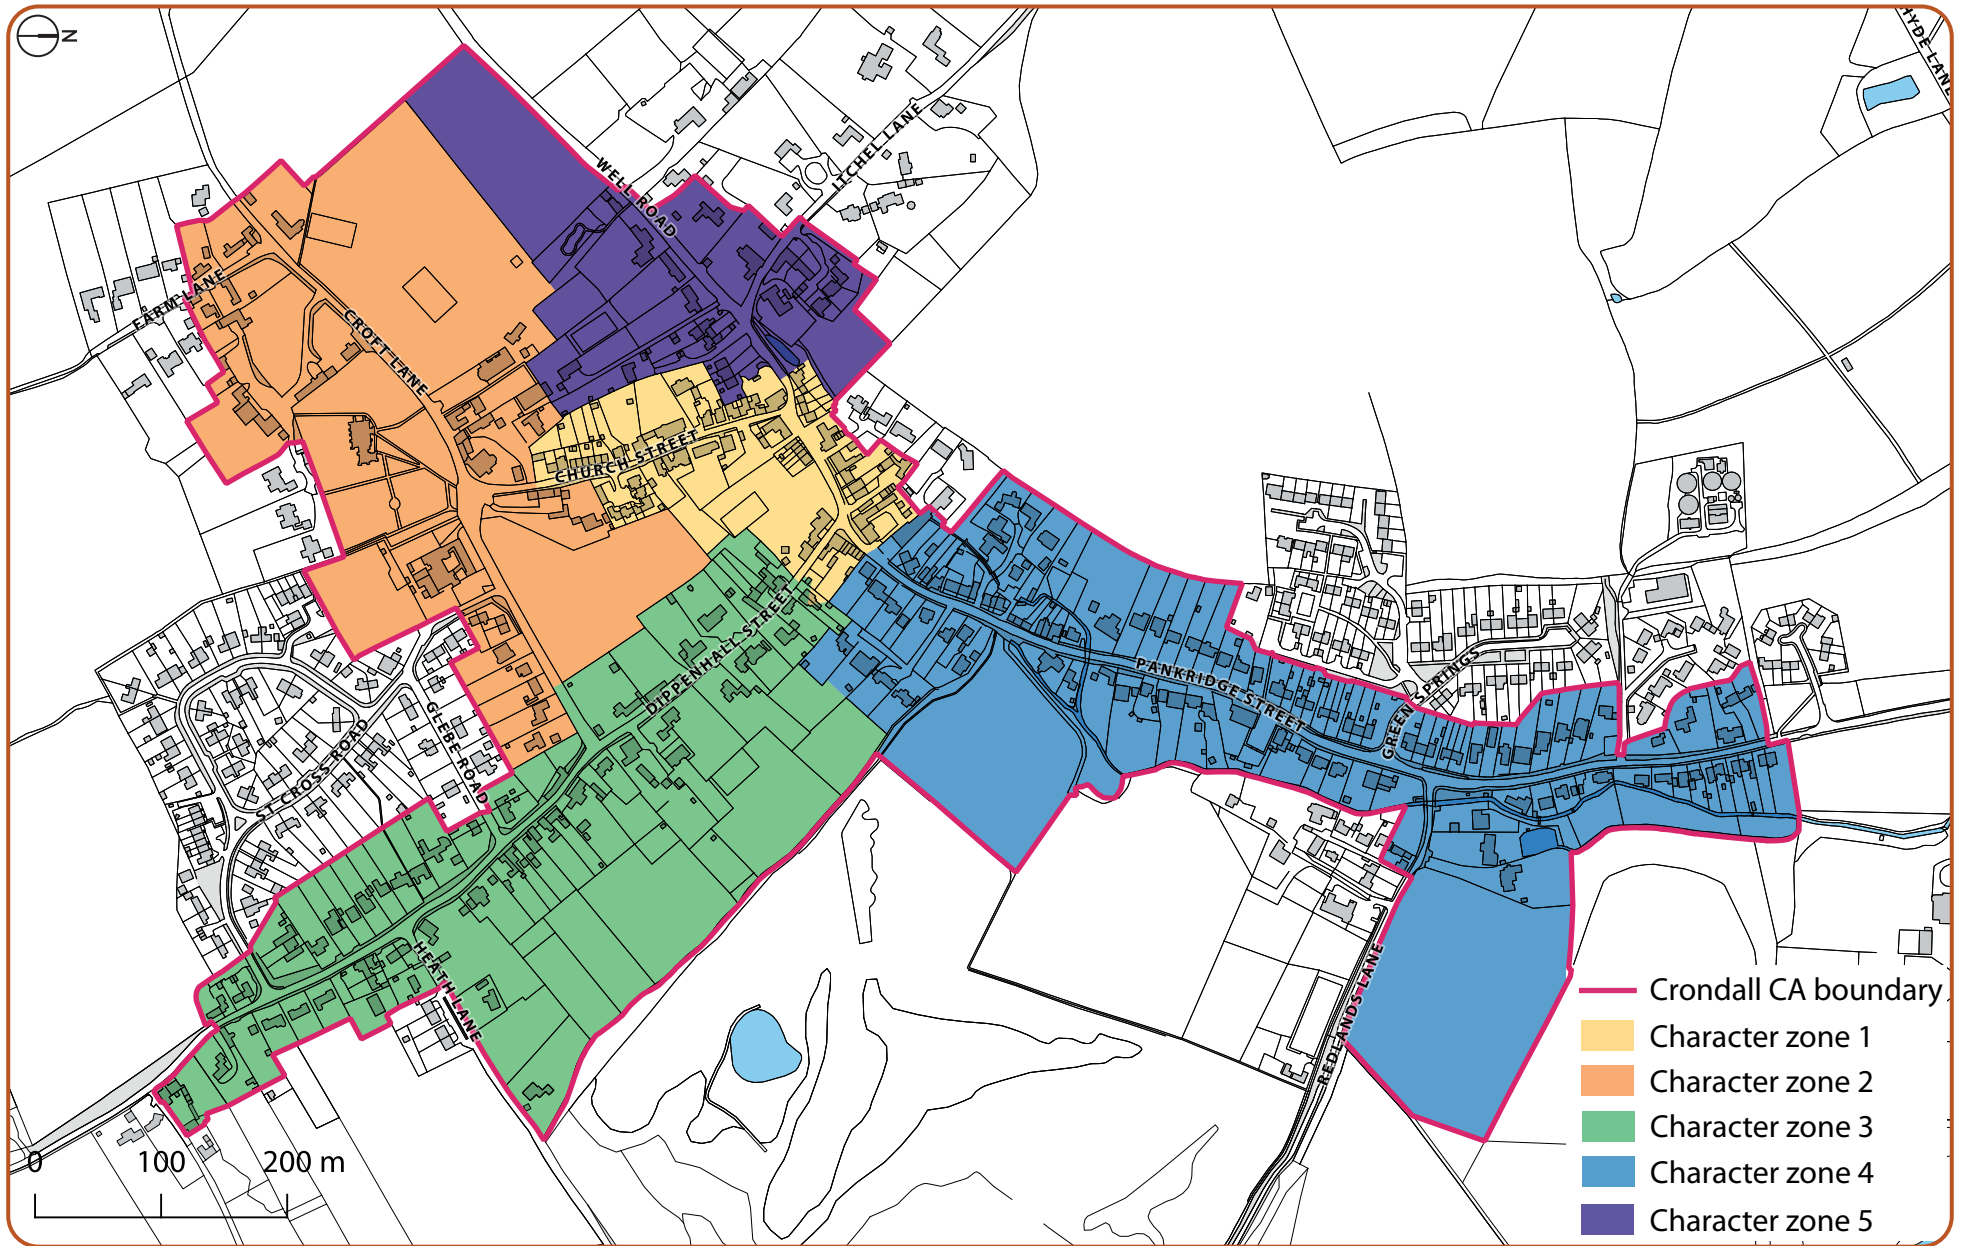 N
HYDE LANE
ITCHEL LANE
WELL ROAD
FARM LANE
CROFT LANE
CHURCH STREET
DIPPENHALL STREET
PANKRIDGE STREET
GREEN SPRINGS
GLEBE ROAD
ST CROSS ROAD
HEATH LANE
REDLANDS LANE
Crondall CA boundary
Character zone 1
Character zone 2
Character zone 3
Character zone 4
Character zone 5
0 100 200 m